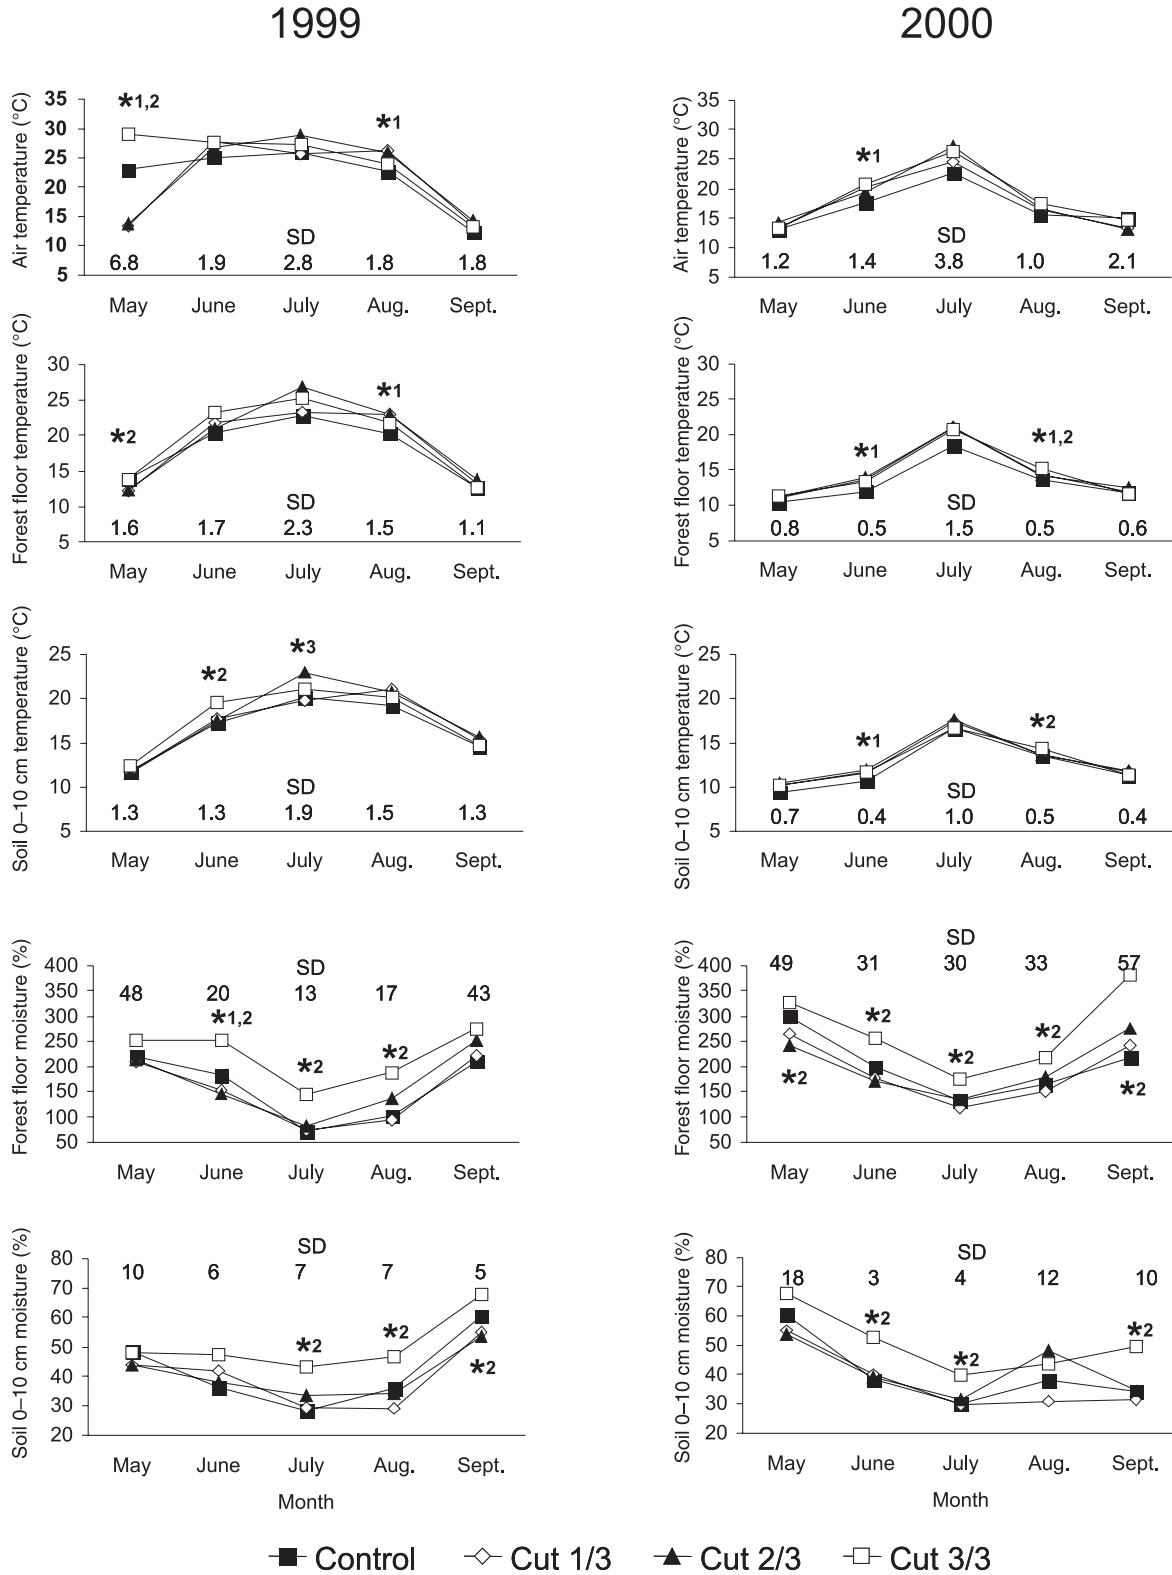 1999
2000
Air temperature (°C)
35
30
25
20
15
10
5
*1,2
*1
SD
6.8 1.9 2.8 1.8 1.8
May June July Aug. Sept.
Air temperature (°C)
35
30
25
20
15
10
5
*1
SD
1.2 1.4 3.8 1.0 2.1
May June July Aug. Sept.
Forest floor temperature (°C)
30
25
20
15
10
5
*2
*1
SD
1.6 1.7 2.3 1.5 1.1
May June July Aug. Sept.
Forest floor temperature (°C)
30
25
20
15
10
5
*1
*1,2
SD
0.8 0.5 1.5 0.5 0.6
May June July Aug. Sept.
Soil 0–10 cm temperature (°C)
25
20
15
10
5
*2
*3
SD
1.3 1.3 1.9 1.5 1.3
May June July Aug. Sept.
Soil 0–10 cm temperature (°C)
25
20
15
10
5
*1
*2
SD
0.7 0.4 1.0 0.5 0.4
May June July Aug. Sept.
Forest floor moisture (%)
400
350
300
250
200
150
100
50
SD
48 20 13 17 43
*1,2
*2
*2
May June July Aug. Sept.
Forest floor moisture (%)
400
350
300
250
200
150
100
50
SD
49 31 30 33 57
*2
*2
*2
*2
*2
May June July Aug. Sept.
Soil 0–10 cm moisture (%)
80
70
60
50
40
30
20
SD
10 6 7 7 5
*2
*2
*2
May June July Aug. Sept.
Month
Soil 0–10 cm moisture (%)
80
70
60
50
40
30
20
SD
18 3 4 12 10
*2
*2
*2
May June July Aug. Sept.
Month
Control Cut 1/3 Cut 2/3 Cut 3/3